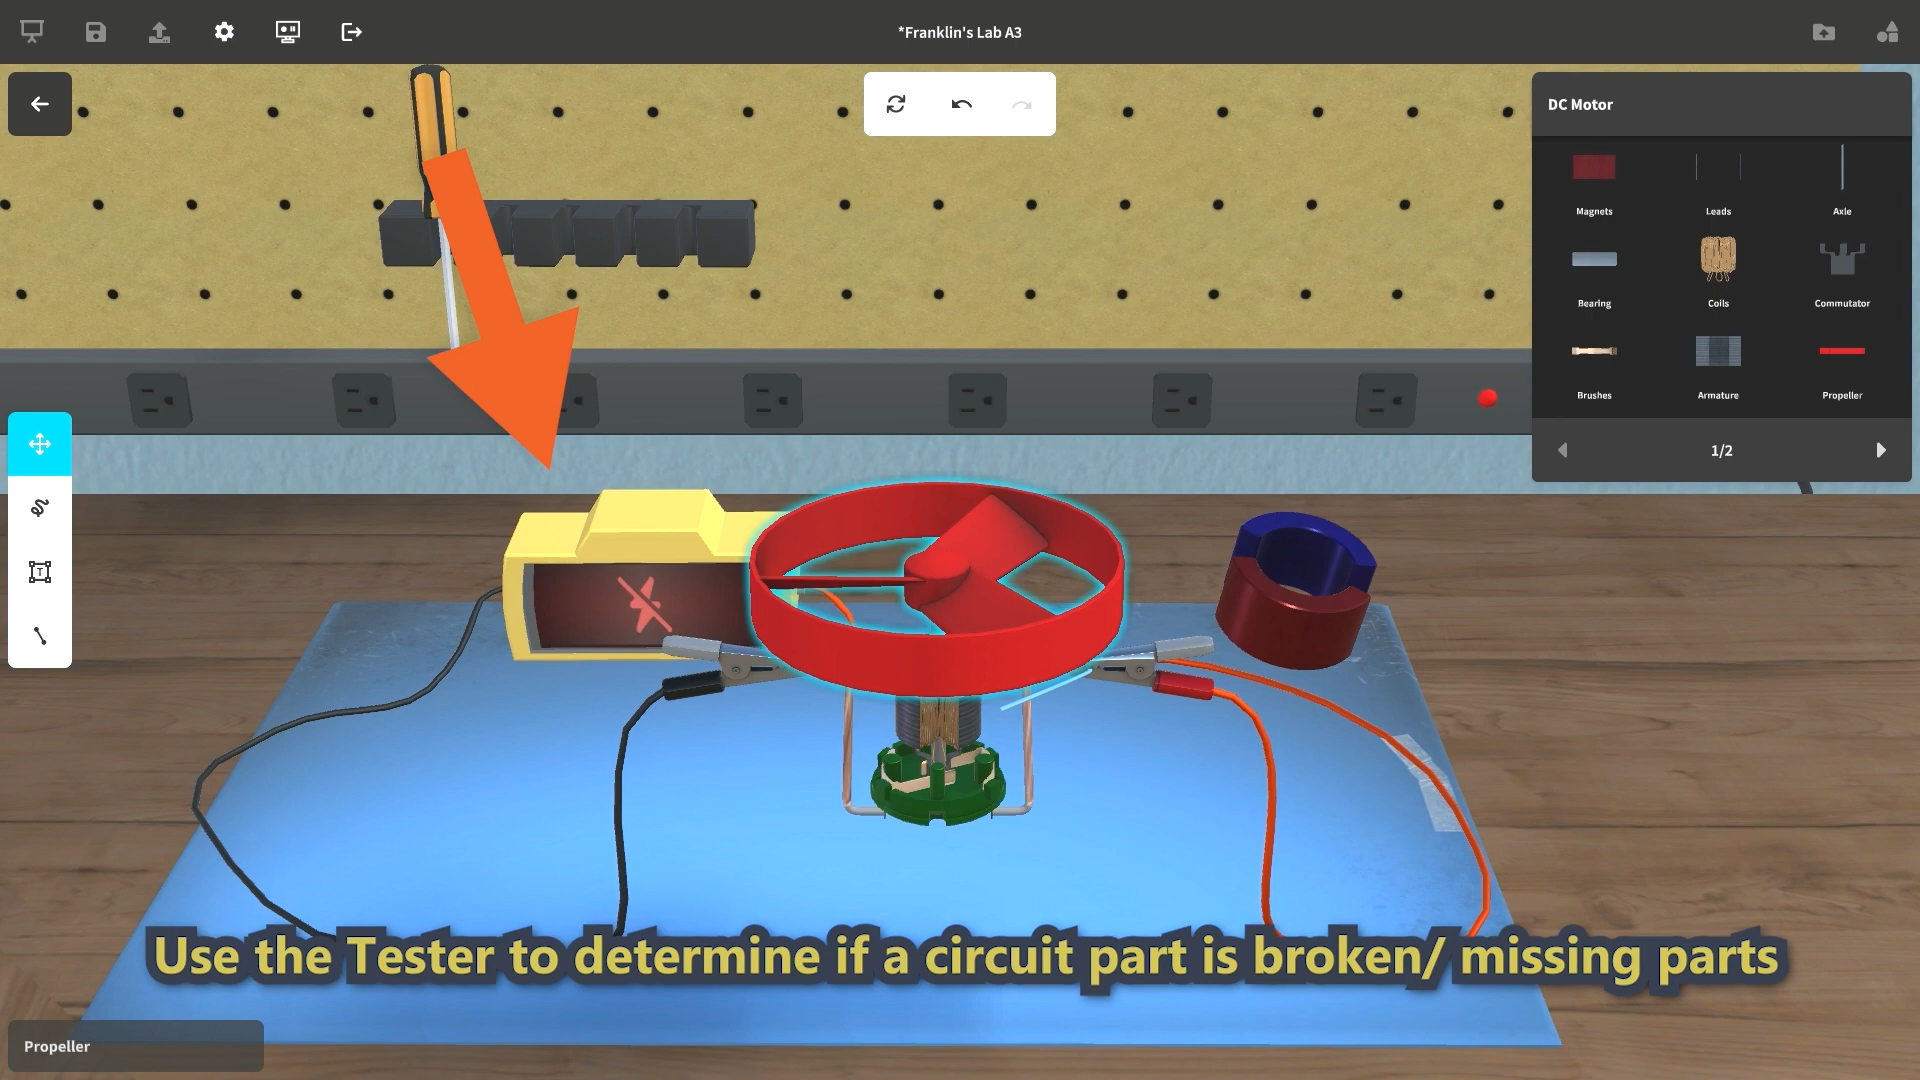 *Franklin's Lab A3
DC Motor
Magnets
Leads
Axle
Bearing
Coils
Commutator
Brushes
Armature
Propeller
1/2
T
Use the Tester to determine if a circuit part is broken/ missing parts
Propeller